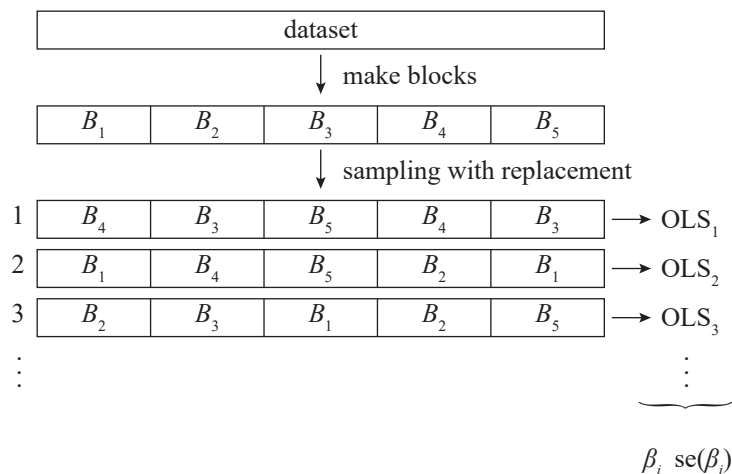 dataset
make blocks
B₁ B₂ B₃ B₄ B₅
sampling with replacement
1 B₄ B₃ B₅ B₄ B₃ OLS₁
2 B₁ B₄ B₅ B₂ B₁ OLS₂
3 B₂ B₃ B₁ B₂ B₅ OLS₃
⋮ ⋮
βᵢ se(βᵢ)